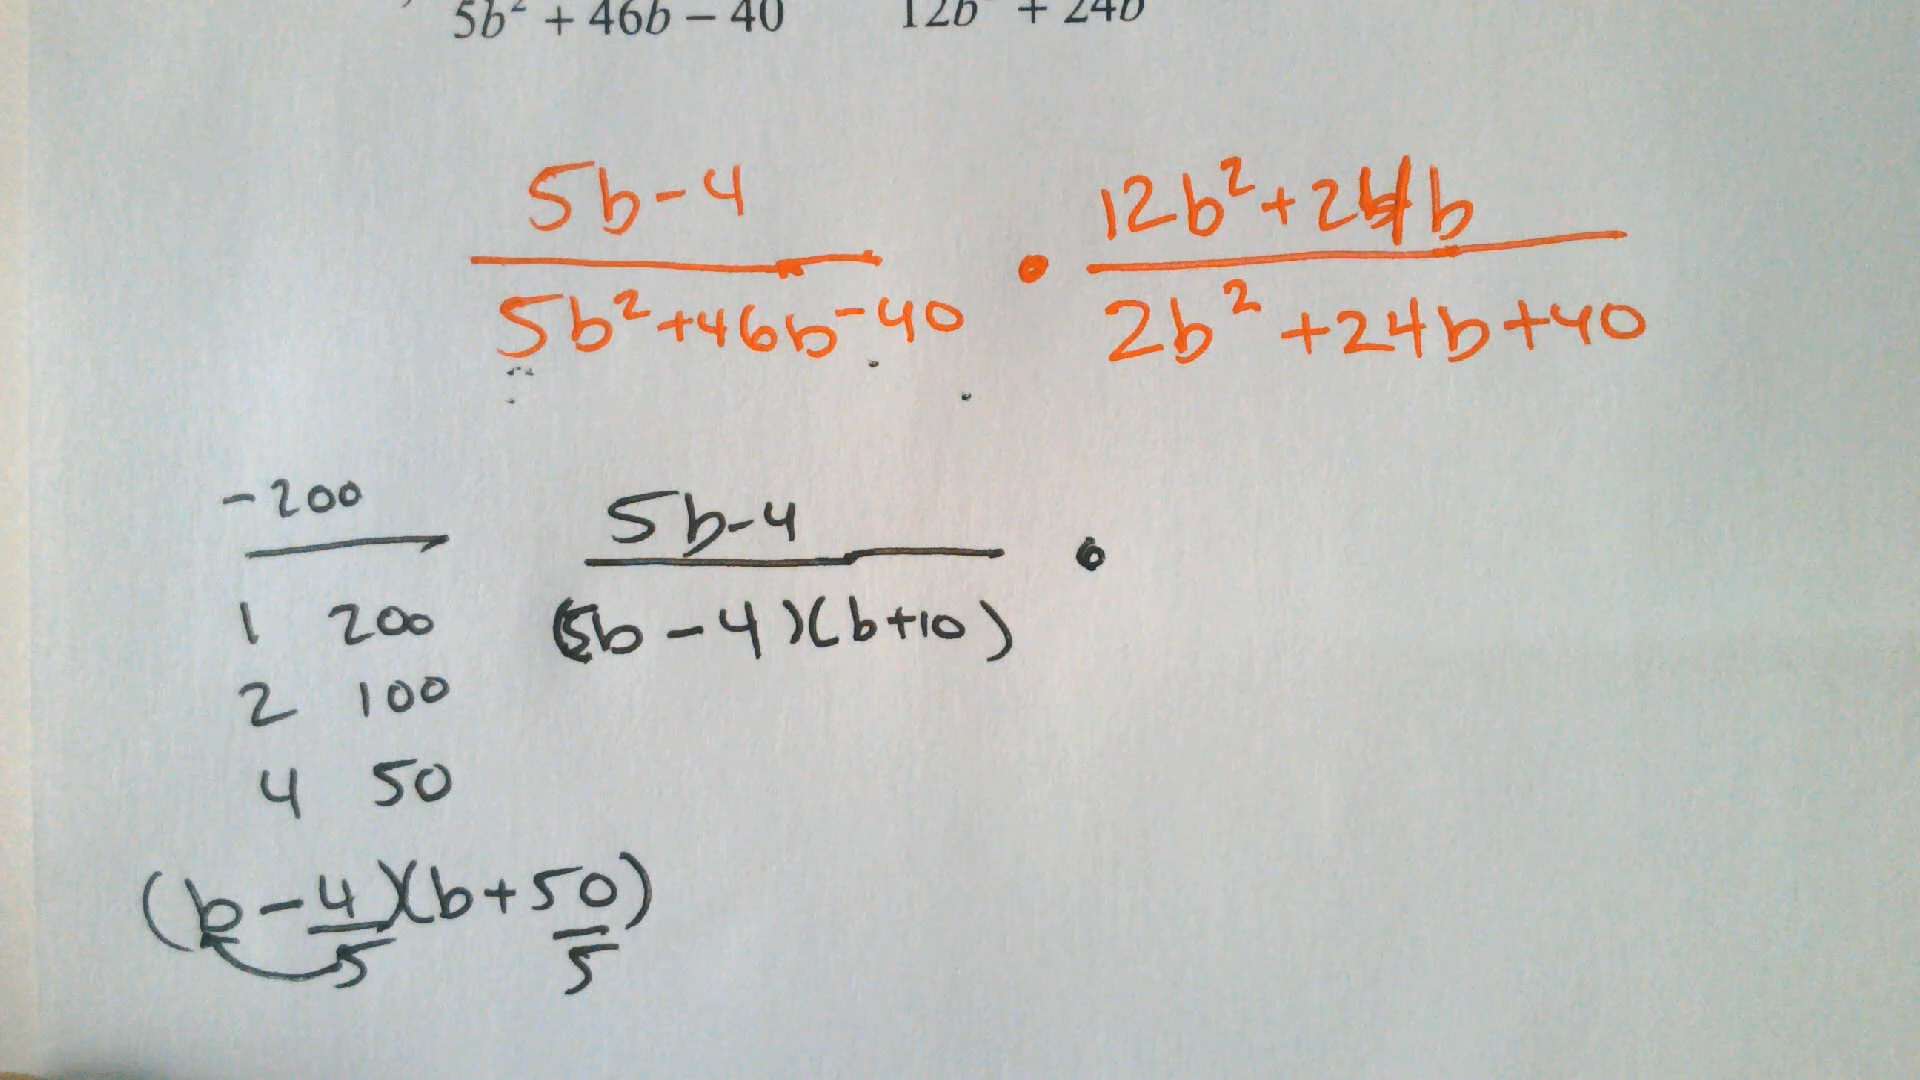 5b² + 46b − 40 12b² + 24b
5b-4 12b²+24b
5b²+46b-40 • 2b²+24b+40
-200 5b-4 •
1 200 (5b-4)(b+10)
2 100
4 50
(b-4)(b+50)
5 5